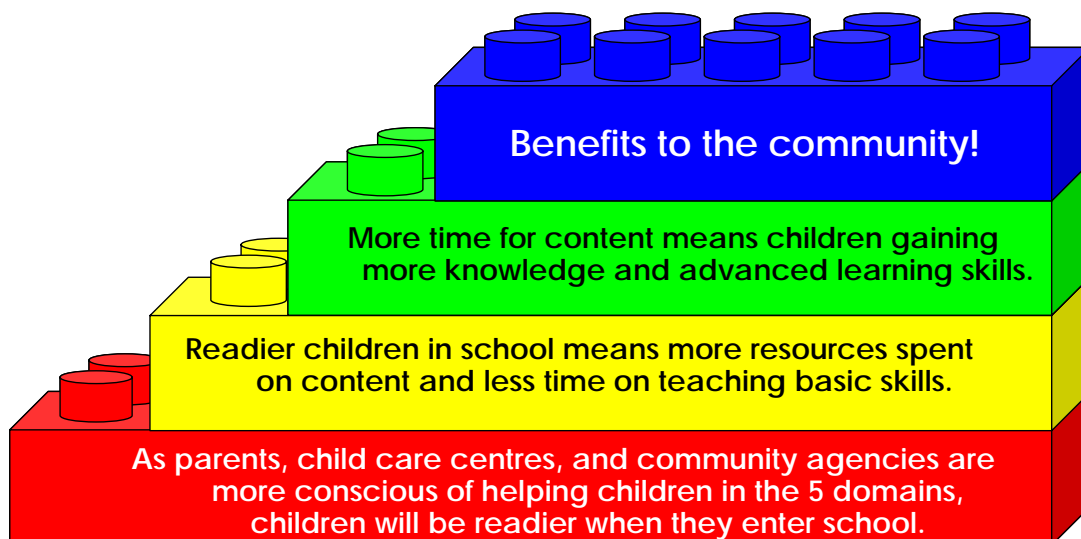 Benefits to the community!
More time for content means children gaining
more knowledge and advanced learning skills.
Readier children in school means more resources spent
on content and less time on teaching basic skills.
As parents, child care centres, and community agencies are
more conscious of helping children in the 5 domains,
children will be readier when they enter school.